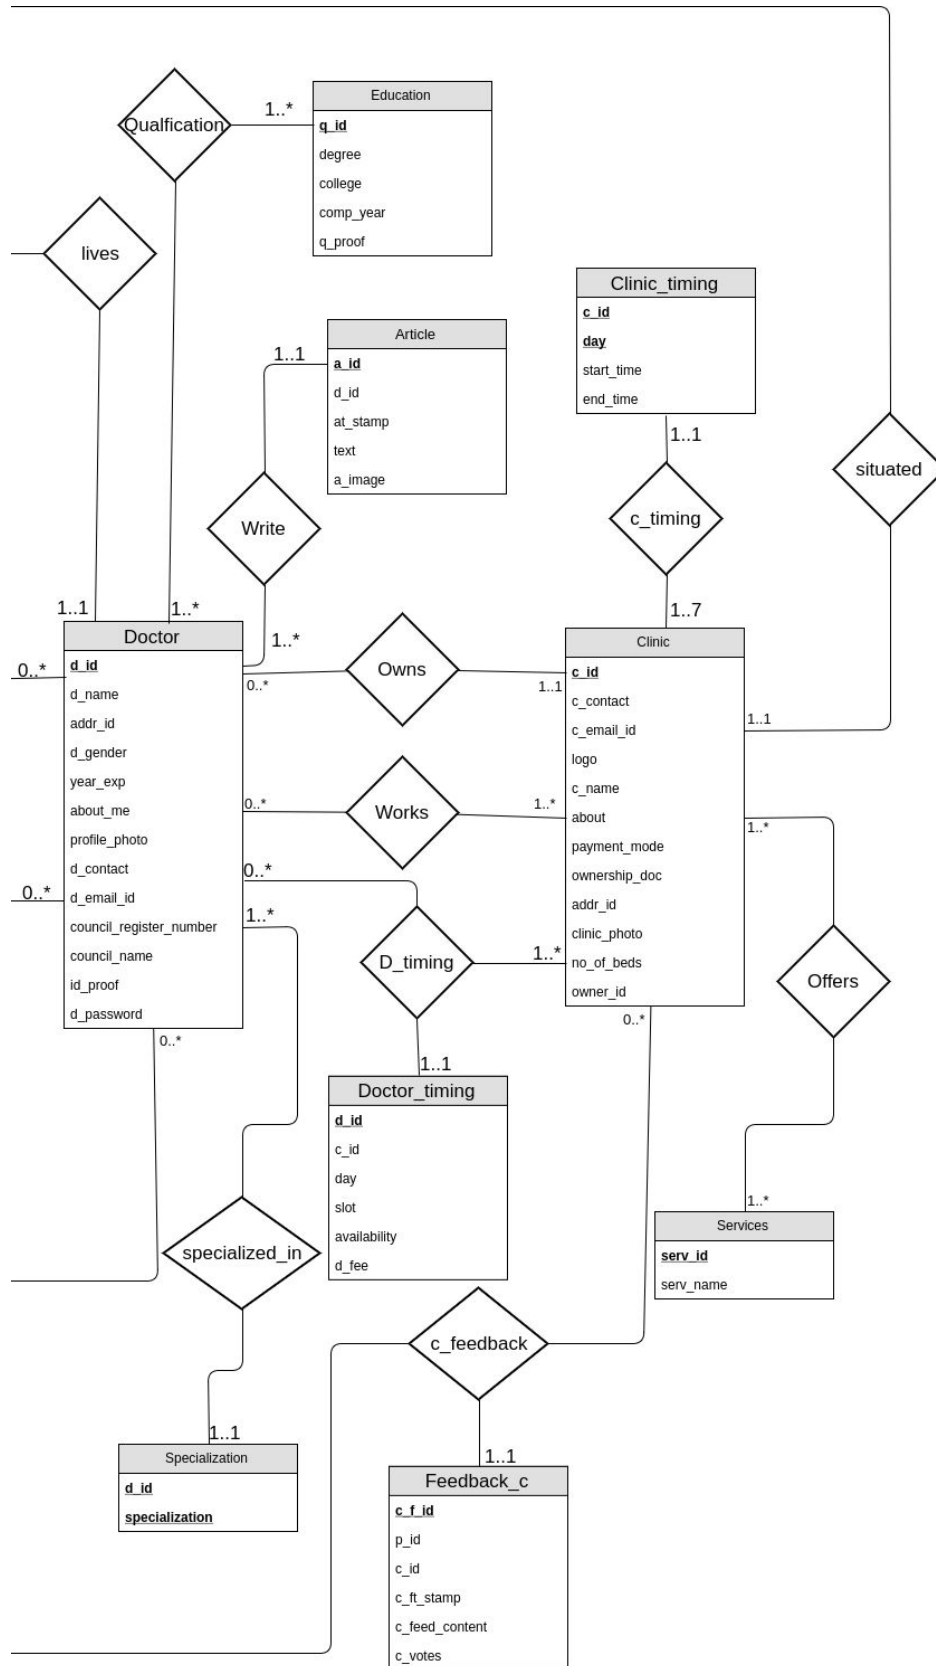 Qualfication
1..*
Education
q_id
degree
college
comp_year
q_proof
lives
Clinic_timing
c_id
day
start_time
end_time
Article
a_id
d_id
at_stamp
text
a_image
1..1
1..1
situated
c_timing
Write
1..1
1..*
1..7
1..*
Doctor
d_id
d_name
addr_id
d_gender
year_exp
about_me
profile_photo
d_contact
d_email_id
council_register_number
council_name
id_proof
d_password
0..*
0..*
0..*
Owns
1..1
0..*
Works
1..*
Clinic
c_id
c_contact
c_email_id
logo
c_name
about
payment_mode
ownership_doc
addr_id
clinic_photo
no_of_beds
owner_id
1..1
1..*
0..*
1..*
D_timing
1..*
Offers
0..*
0..*
1..1
Doctor_timing
d_id
c_id
day
slot
availability
d_fee
1..*
Services
serv_id
serv_name
specialized_in
c_feedback
1..1
Specialization
d_id
specialization
1..1
Feedback_c
c_f_id
p_id
c_id
c_ft_stamp
c_feed_content
c_votes